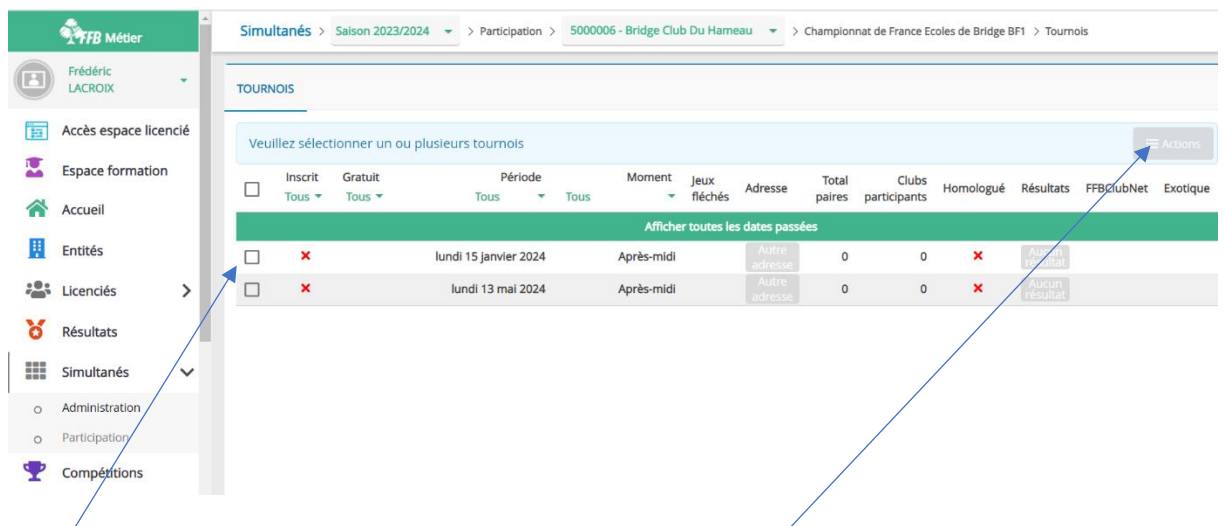 FFB Métier
Simultanés > Saison 2023/2024 > Participation > 5000006 - Bridge Club Du Hameau > Championnat de France Ecoles de Bridge BF1 > Tournois
Frédéric
LACROIX
Accès espace licencié
Espace formation
Accueil
Entités
Licenciés
Résultats
Simultanés
Administration
Participation
Compétitions
TOURNOIS
Veuillez sélectionner un ou plusieurs tournois
Actions
Inscrit Gratuit Période Moment Jeux fléchés Adresse Total paires Clubs participants Homologué Résultats FFBClubNet Exotique
Tous Tous Tous Tous
Afficher toutes les dates passées
lundi 15 janvier 2024 Après-midi Autre adresse 0 0 Aucun résultat
lundi 13 mai 2024 Après-midi Autre adresse 0 0 Aucun résultat